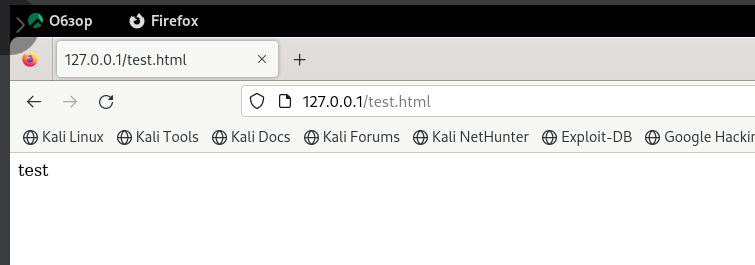 Обзор Firefox
127.0.0.1/test.html
127.0.0.1/test.html
Kali Linux Kali Tools Kali Docs Kali Forums Kali NetHunter Exploit-DB Google Hackin
test